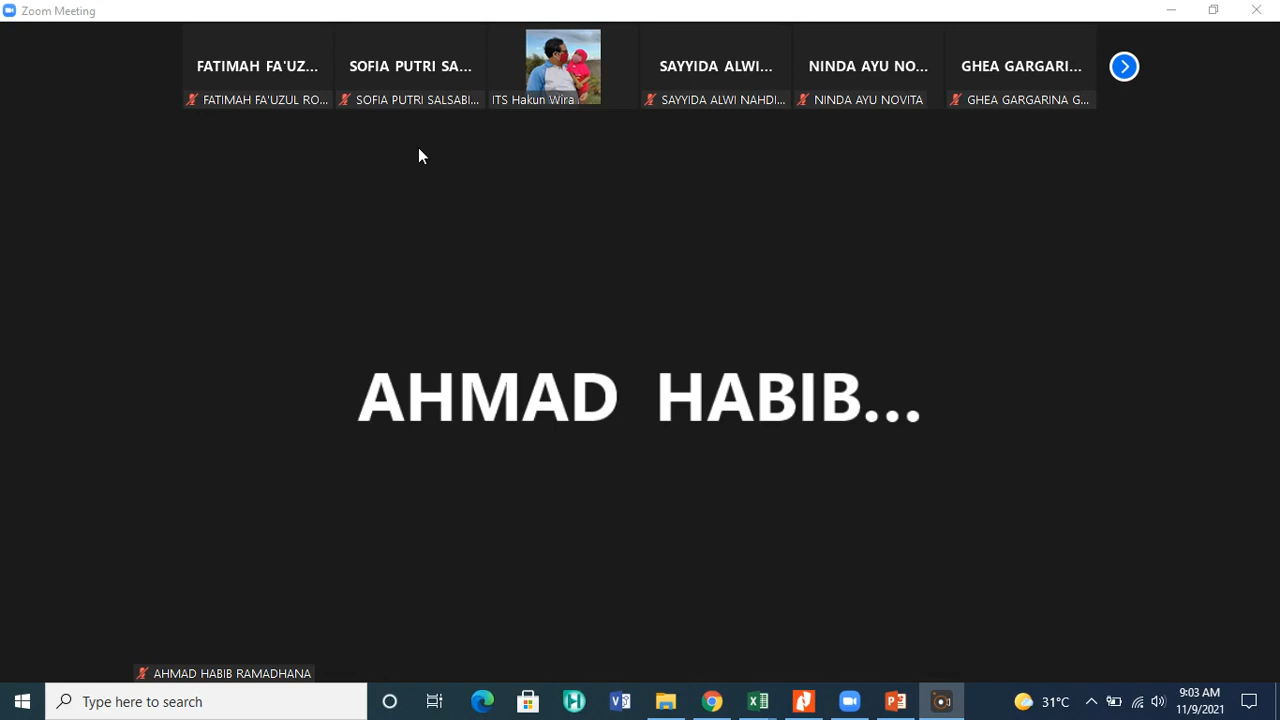 Zoom Meeting
FATIMAH FA'UZ...
SOFIA PUTRI SA...
SAYYIDA ALWI...
NINDA AYU NO...
GHEA GARGARI...
FATIMAH FA'UZUL RO...
SOFIA PUTRI SALSABI...
ITS Hakun Wira
SAYYIDA ALWI NAHDI...
NINDA AYU NOVITA
GHEA GARGARINA G...
AHMAD HABIB...
AHMAD HABIB RAMADHANA
Type here to search
31°C
9:03 AM
11/9/2021